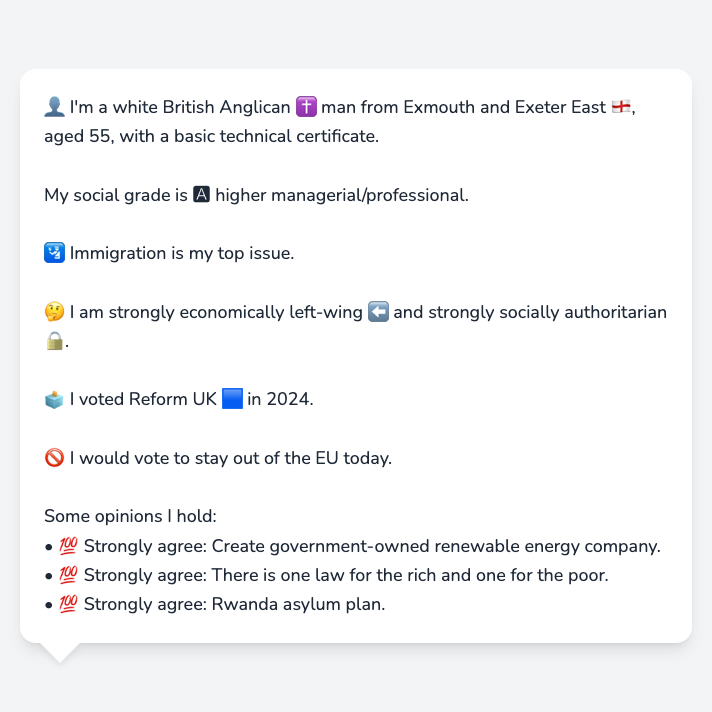 👤 I'm a white British Anglican ✝️ man from Exmouth and Exeter East 🏴󠁧󠁢󠁥󠁮󠁧󠁿,
aged 55, with a basic technical certificate.
My social grade is 🅰 higher managerial/professional.
🛂 Immigration is my top issue.
🤔 I am strongly economically left-wing ⬅️ and strongly socially authoritarian
🔒.
🗳️ I voted Reform UK 🟦 in 2024.
🚫 I would vote to stay out of the EU today.
Some opinions I hold:
• 💯 Strongly agree: Create government-owned renewable energy company.
• 💯 Strongly agree: There is one law for the rich and one for the poor.
• 💯 Strongly agree: Rwanda asylum plan.